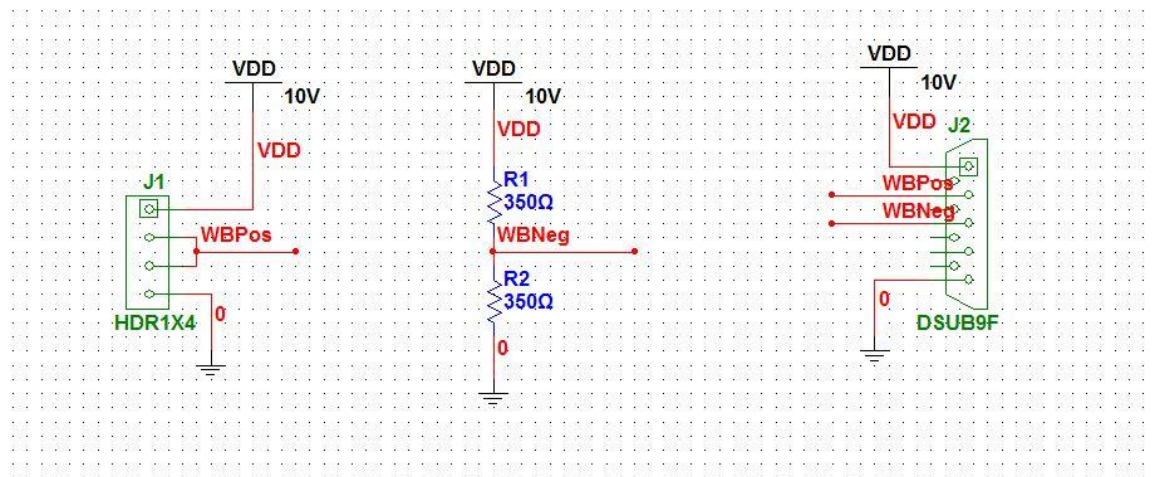 VDD
10V
VDD
J1
WBPos
0
HDR1X4
VDD
10V
VDD
R1
350Ω
WBNeg
R2
350Ω
0
VDD
10V
VDD
J2
WBPos
WBNeg
0
DSUB9F